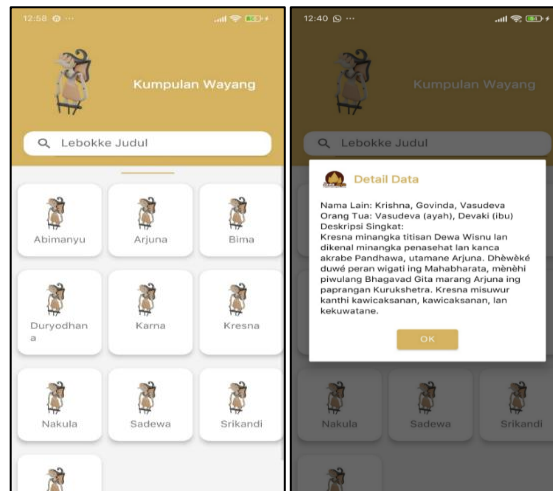 12:58
Kumpulan Wayang
Lebokke Judul
Abimanyu
Arjuna
Bima
Duryodhan
a
Karna
Kresna
Nakula
Sadewa
Srikandi
12:40
Kumpulan Wayang
Lebokke Judul
Detail Data
Nama Lain: Krishna, Govinda, Vasudeva
Orang Tua: Vasudeva (ayah), Devaki (ibu)
Deskripsi Singkat:
Kresna minangka titisan Dewa Wisnu lan
dikenal minangka penasehat lan kanca
akrabe Pandhawa, utamane Arjuna. Dhèwèké
duwé peran wigati ing Mahabharata, mènèhi
piwulang Bhagavad Gita marang Arjuna ing
paprangan Kurukshetra. Kresna misuwur
kanthi kawicaksanan, kawicaksanan, lan
kekuwatane.
OK
Nakula
Sadewa
Srikandi